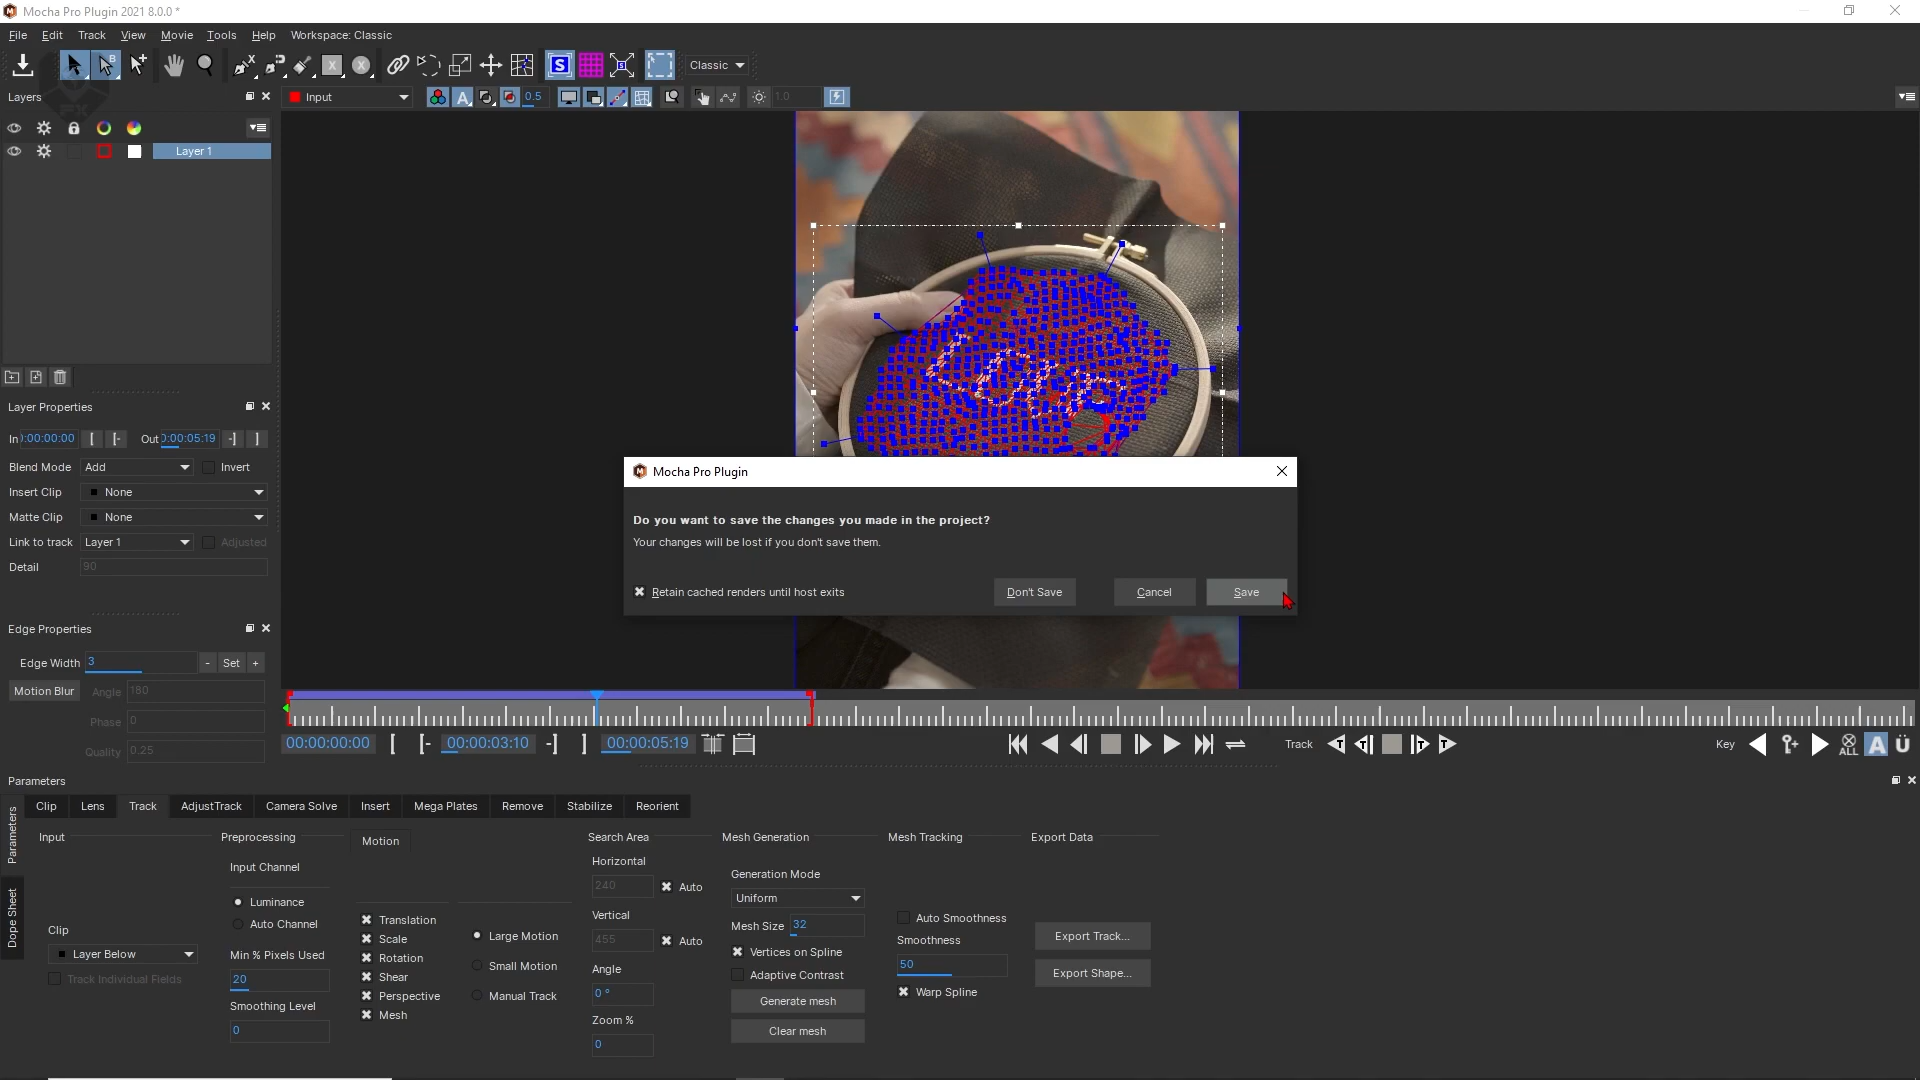 Mocha Pro Plugin 2021 8.0.0 *
File Edit Track View Movie Tools Help Workspace: Classic
Classic
Layers
Input 0.5 1.0
Layer 1
Layer Properties
In 0:00:00:00 [ [- Out 0:00:05:19 -] ]
Blend Mode Add Invert
Insert Clip None
Matte Clip None
Link to track Layer 1 Adjusted
Detail 90
Edge Properties
Edge Width 3 - Set +
Motion Blur Angle 180
Phase 0
Quality 0.25
Mocha Pro Plugin
Do you want to save the changes you made in the project?
Your changes will be lost if you don't save them.
Retain cached renders until host exits Don't Save Cancel Save
00:00:00:00 [ [- 00:00:03:10 -] ] 00:00:05:19 Track Key ALL A Ü
Parameters
Parameters
Dope Sheet
Clip Lens Track AdjustTrack Camera Solve Insert Mega Plates Remove Stabilize Reorient
Input
Clip
Layer Below
Track Individual Fields
Preprocessing
Input Channel
Luminance
Auto Channel
Min % Pixels Used
20
Smoothing Level
0
Motion
Translation
Scale
Rotation
Shear
Perspective
Mesh
Large Motion
Small Motion
Manual Track
Search Area
Horizontal
240 Auto
Vertical
455 Auto
Angle
0 °
Zoom %
0
Mesh Generation
Generation Mode
Uniform
Mesh Size 32
Vertices on Spline
Adaptive Contrast
Generate mesh
Clear mesh
Mesh Tracking
Auto Smoothness
Smoothness
50
Warp Spline
Export Data
Export Track...
Export Shape...